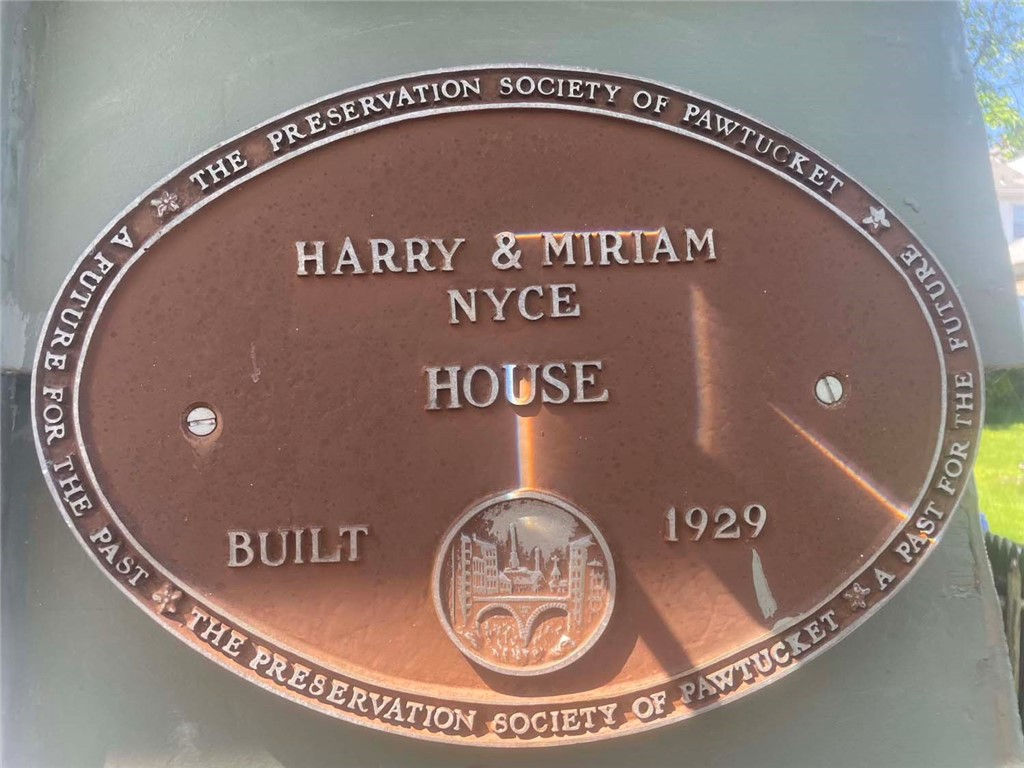 THE PRESERVATION SOCIETY OF PAWTUCKET
A FUTURE FOR THE PAST
A PAST FOR THE FUTURE
HARRY & MIRIAM
NYCE
HOUSE
BUILT 1929
THE PRESERVATION SOCIETY OF PAWTUCKET